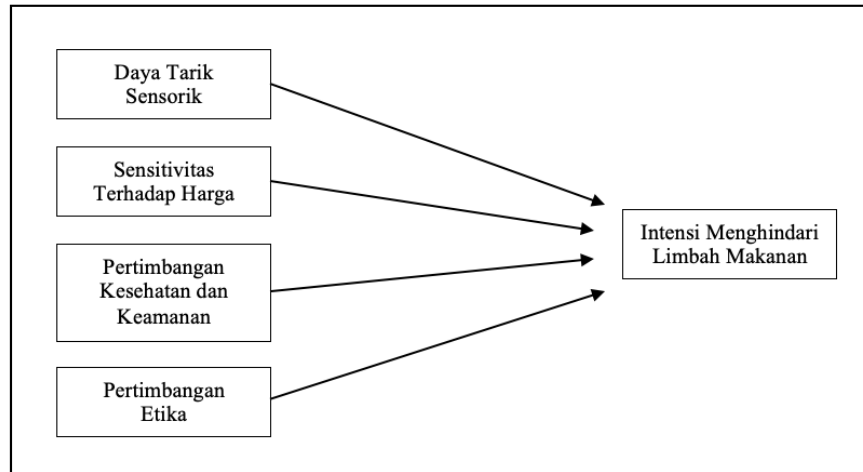 Daya Tarik
Sensorik
Sensitivitas
Terhadap Harga
Pertimbangan
Kesehatan dan
Keamanan
Pertimbangan
Etika
Intensi Menghindari
Limbah Makanan